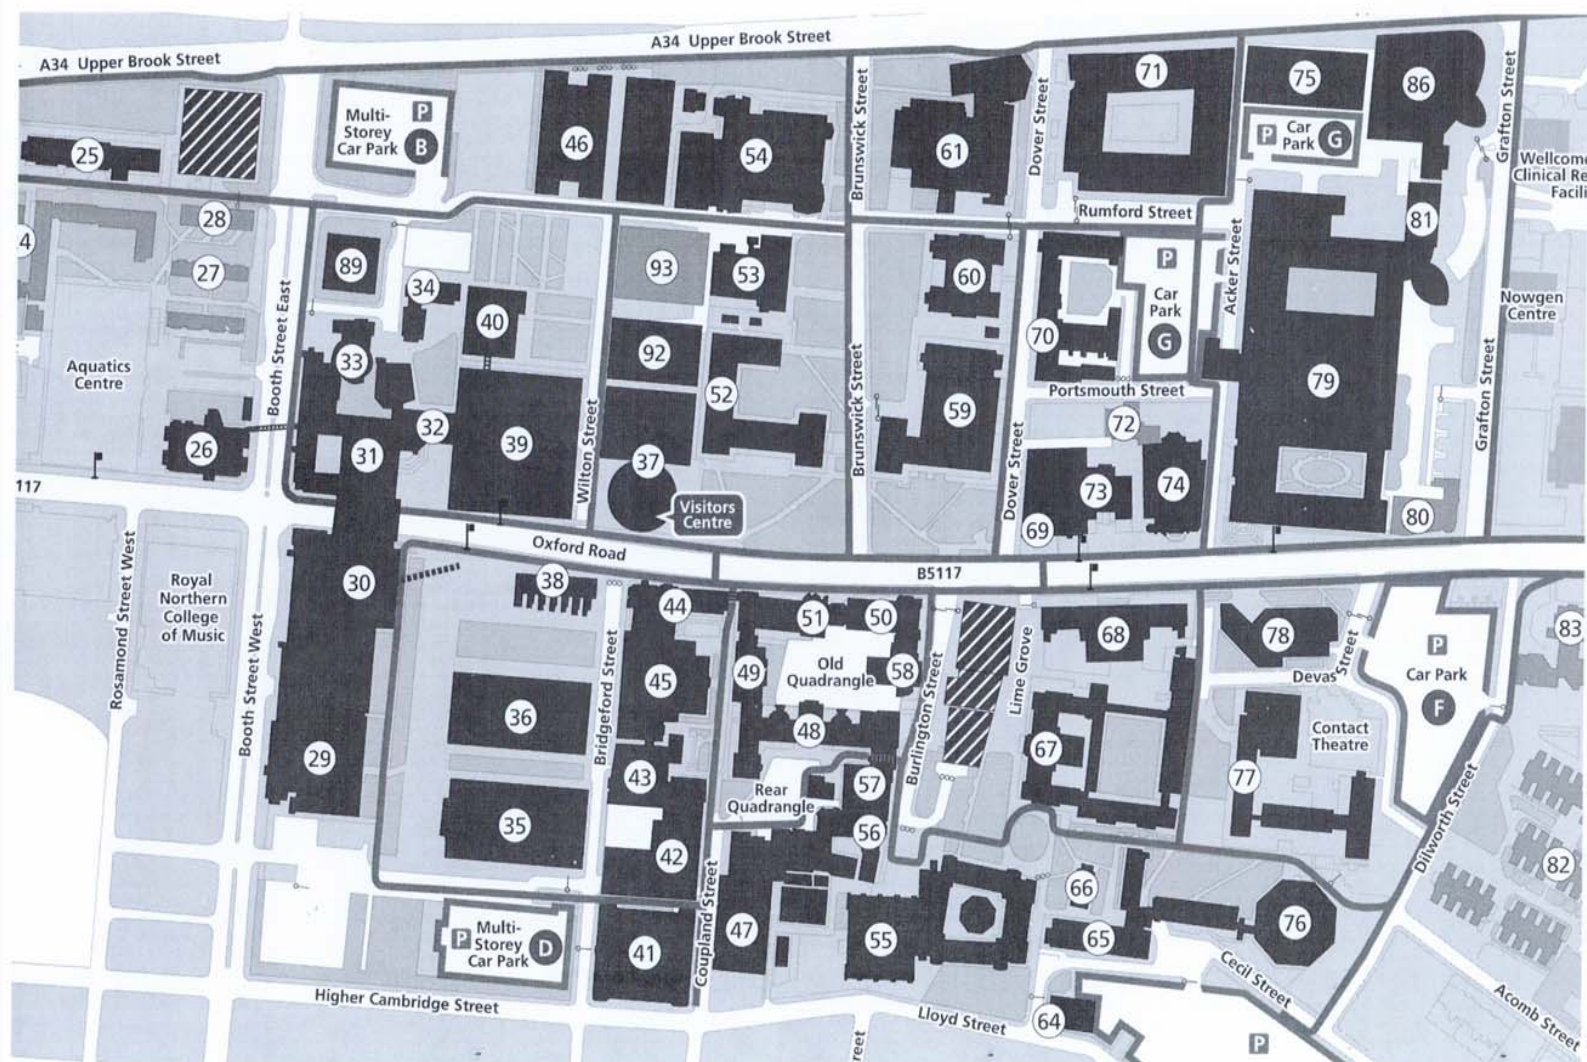 A34 Upper Brook Street
A34 Upper Brook Street
Multi-
Storey
Car Park
P
B
25
46
54
Brunswick Street
61
Dover Street
71
75
P
Car
Park
G
86
Grafton Street
Wellcom
Clinical Re
Facili
Rumford Street
81
4
28
27
Booth Street East
89
34
40
93
53
60
P
Car
Park
G
Acker Street
Nowgen
Centre
Aquatics
Centre
33
92
52
70
79
26
31
32
39
Wilton Street
37
Visitors
Centre
Brunswick Street
59
Dover Street
Portsmouth Street
72
73
74
69
Grafton Street
80
117
Oxford Road
B5117
Rosamond Street West
Royal
Northern
College
of Music
Booth Street West
30
38
44
51
50
49
Old
Quadrangle
58
Burlington Street
Lime Grove
68
78
Devas Street
P
Car Park
F
83
Bridgeford Street
45
36
48
67
Contact
Theatre
77
29
43
Rear
Quadrangle
57
35
42
56
66
Dilworth Street
82
Coupland Street
P
Multi-
Storey
Car Park
D
41
47
55
65
76
Higher Cambridge Street
Lloyd Street
64
Cecil Street
Acomb Street
P
reet